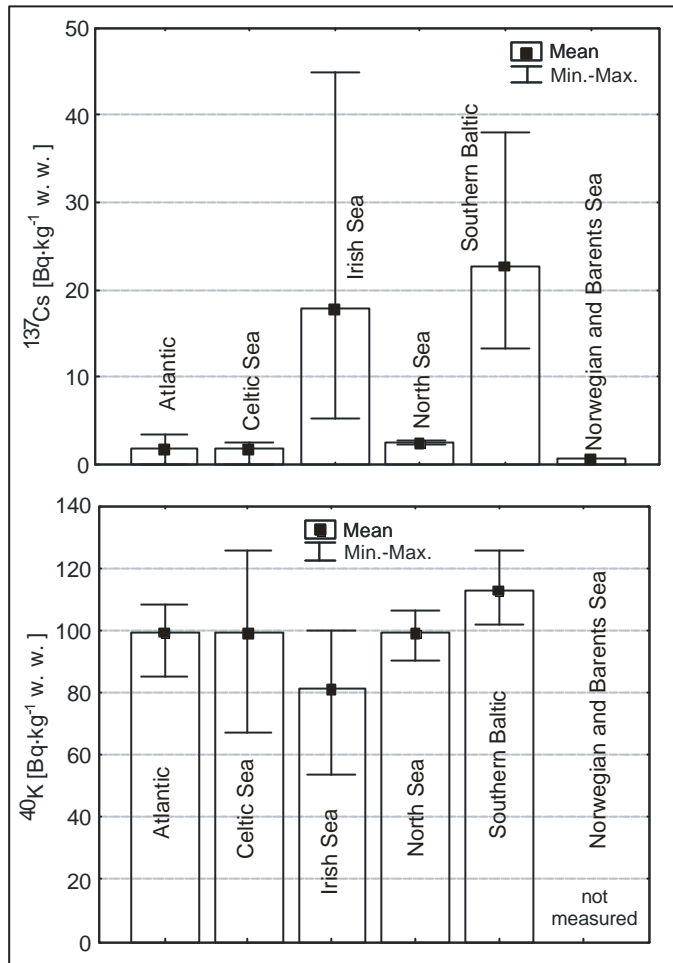 50
40
30
20
10
0
¹³⁷Cs [Bq·kg⁻¹ w. w.]
Mean
Min.-Max.
Atlantic
Celtic Sea
Irish Sea
North Sea
Southern Baltic
Norwegian and Barents Sea
140
120
100
80
60
40
20
0
⁴⁰K [Bq·kg⁻¹ w. w.]
Mean
Min.-Max.
Atlantic
Celtic Sea
Irish Sea
North Sea
Southern Baltic
Norwegian and Barents Sea
not
measured